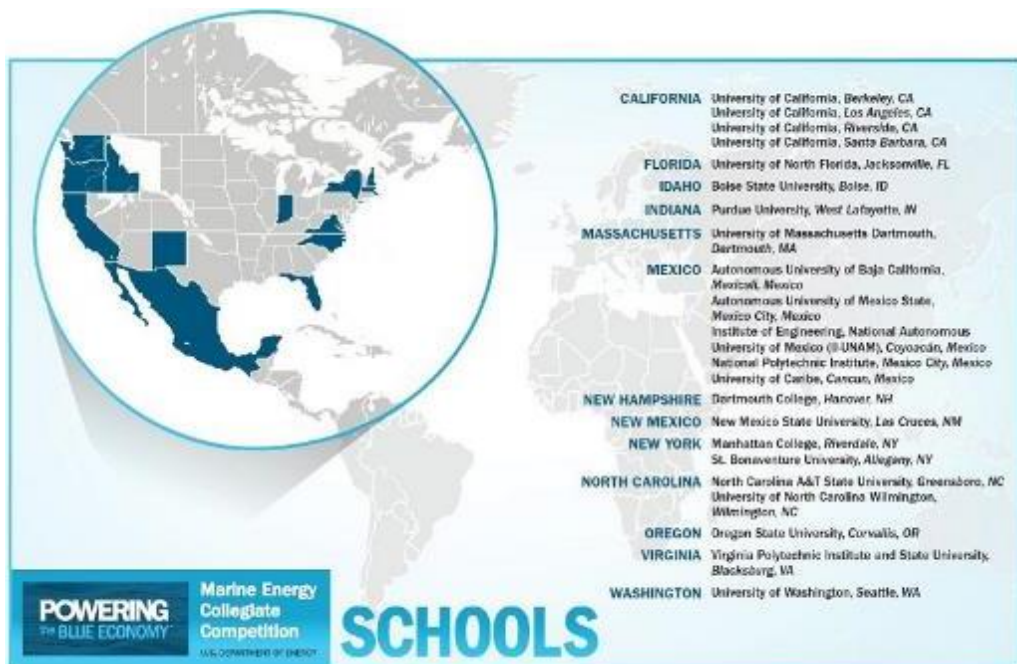 CALIFORNIA University of California, Berkeley, CA
University of California, Los Angeles, CA
University of California, Riverside, CA
University of California, Santa Barbara, CA
FLORIDA University of North Florida, Jacksonville, FL
IDAHO Boise State University, Boise, ID
INDIANA Purdue University, West Lafayette, IN
MASSACHUSETTS University of Massachusetts Dartmouth,
Dartmouth, MA
MEXICO Autonomous University of Baja California,
Mexicali, Mexico
Autonomous University of Mexico State,
Mexico City, Mexico
Institute of Engineering, National Autonomous
University of Mexico (II-UNAM), Coyoacán, Mexico
National Polytechnic Institute, Mexico City, Mexico
University of Caribe, Cancun, Mexico
NEW HAMPSHIRE Dartmouth College, Hanover, NH
NEW MEXICO New Mexico State University, Las Cruces, NM
NEW YORK Manhattan College, Riverdale, NY
St. Bonaventure University, Allegany, NY
NORTH CAROLINA North Carolina A&T State University, Greensboro, NC
University of North Carolina Wilmington,
Wilmington, NC
OREGON Oregon State University, Corvallis, OR
VIRGINIA Virginia Polytechnic Institute and State University,
Blacksburg, VA
WASHINGTON University of Washington, Seattle, WA
POWERING
THE BLUE ECONOMY
Marine Energy
Collegiate
Competition
U.S. DEPARTMENT OF ENERGY
SCHOOLS